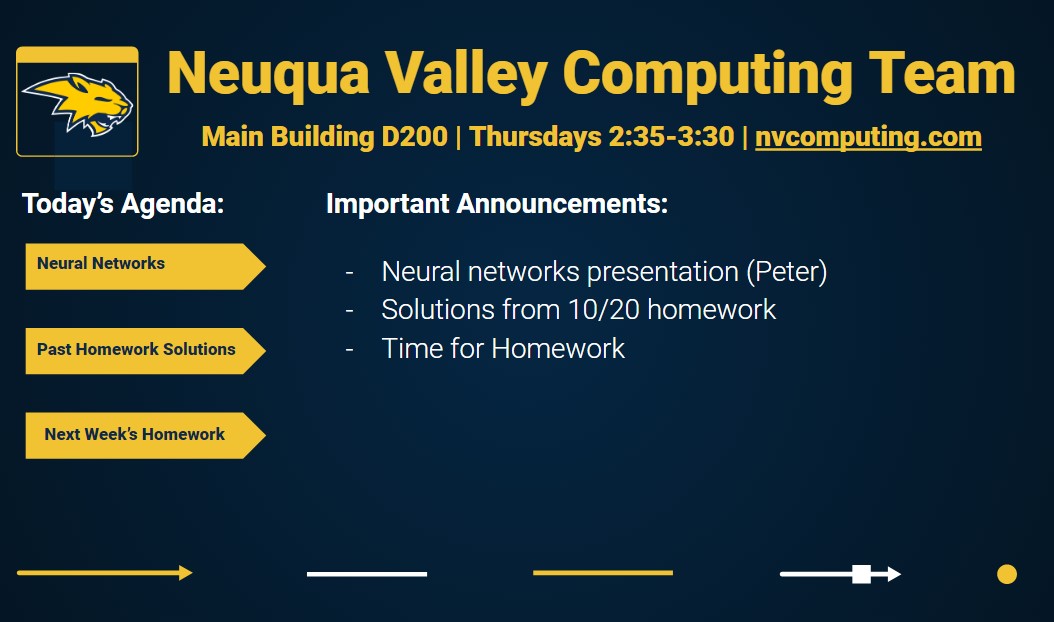 Neuqua Valley Computing Team
Main Building D200 | Thursdays 2:35-3:30 | nvcomputing.com
Today’s Agenda:
Neural Networks
Past Homework Solutions
Next Week’s Homework
Important Announcements:
- Neural networks presentation (Peter)
- Solutions from 10/20 homework
- Time for Homework